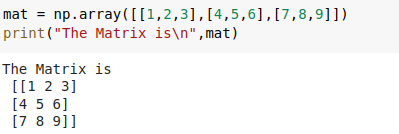 mat = np.array([[1,2,3],[4,5,6],[7,8,9]])
print("The Matrix is\n",mat)
The Matrix is
 [[1 2 3]
 [4 5 6]
 [7 8 9]]